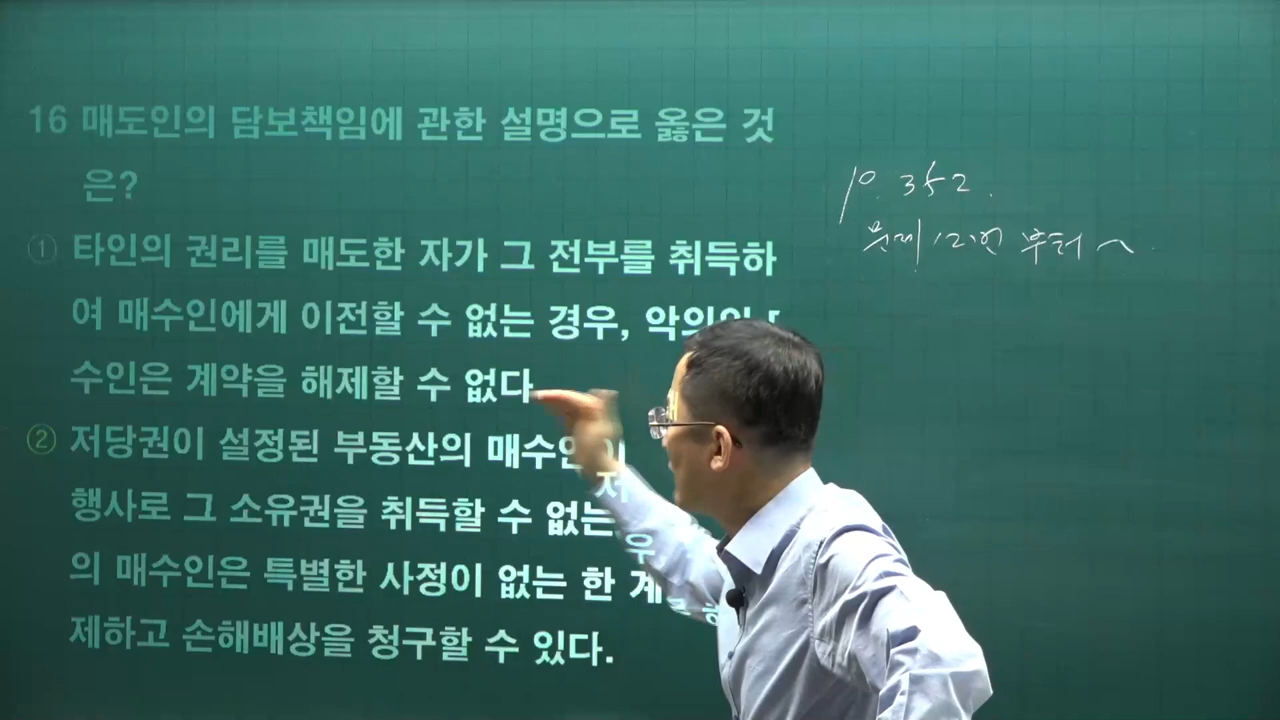 16 매도인의 담보책임에 관한 설명으로 옳은 것
은?
① 타인의 권리를 매도한 자가 그 전부를 취득하
여 매수인에게 이전할 수 없는 경우,
수인은 계약을 해제할 수 없다
② 저당권이 설정된 부동산의 매수인이 저
행사로 그 소유권을 취득할 수 없는 우
의 매수인은 특별한 사정이 없는 한 계
제하고 손해배상을 청구할 수 있다.
p. 352.
문제 12번 부터 ~